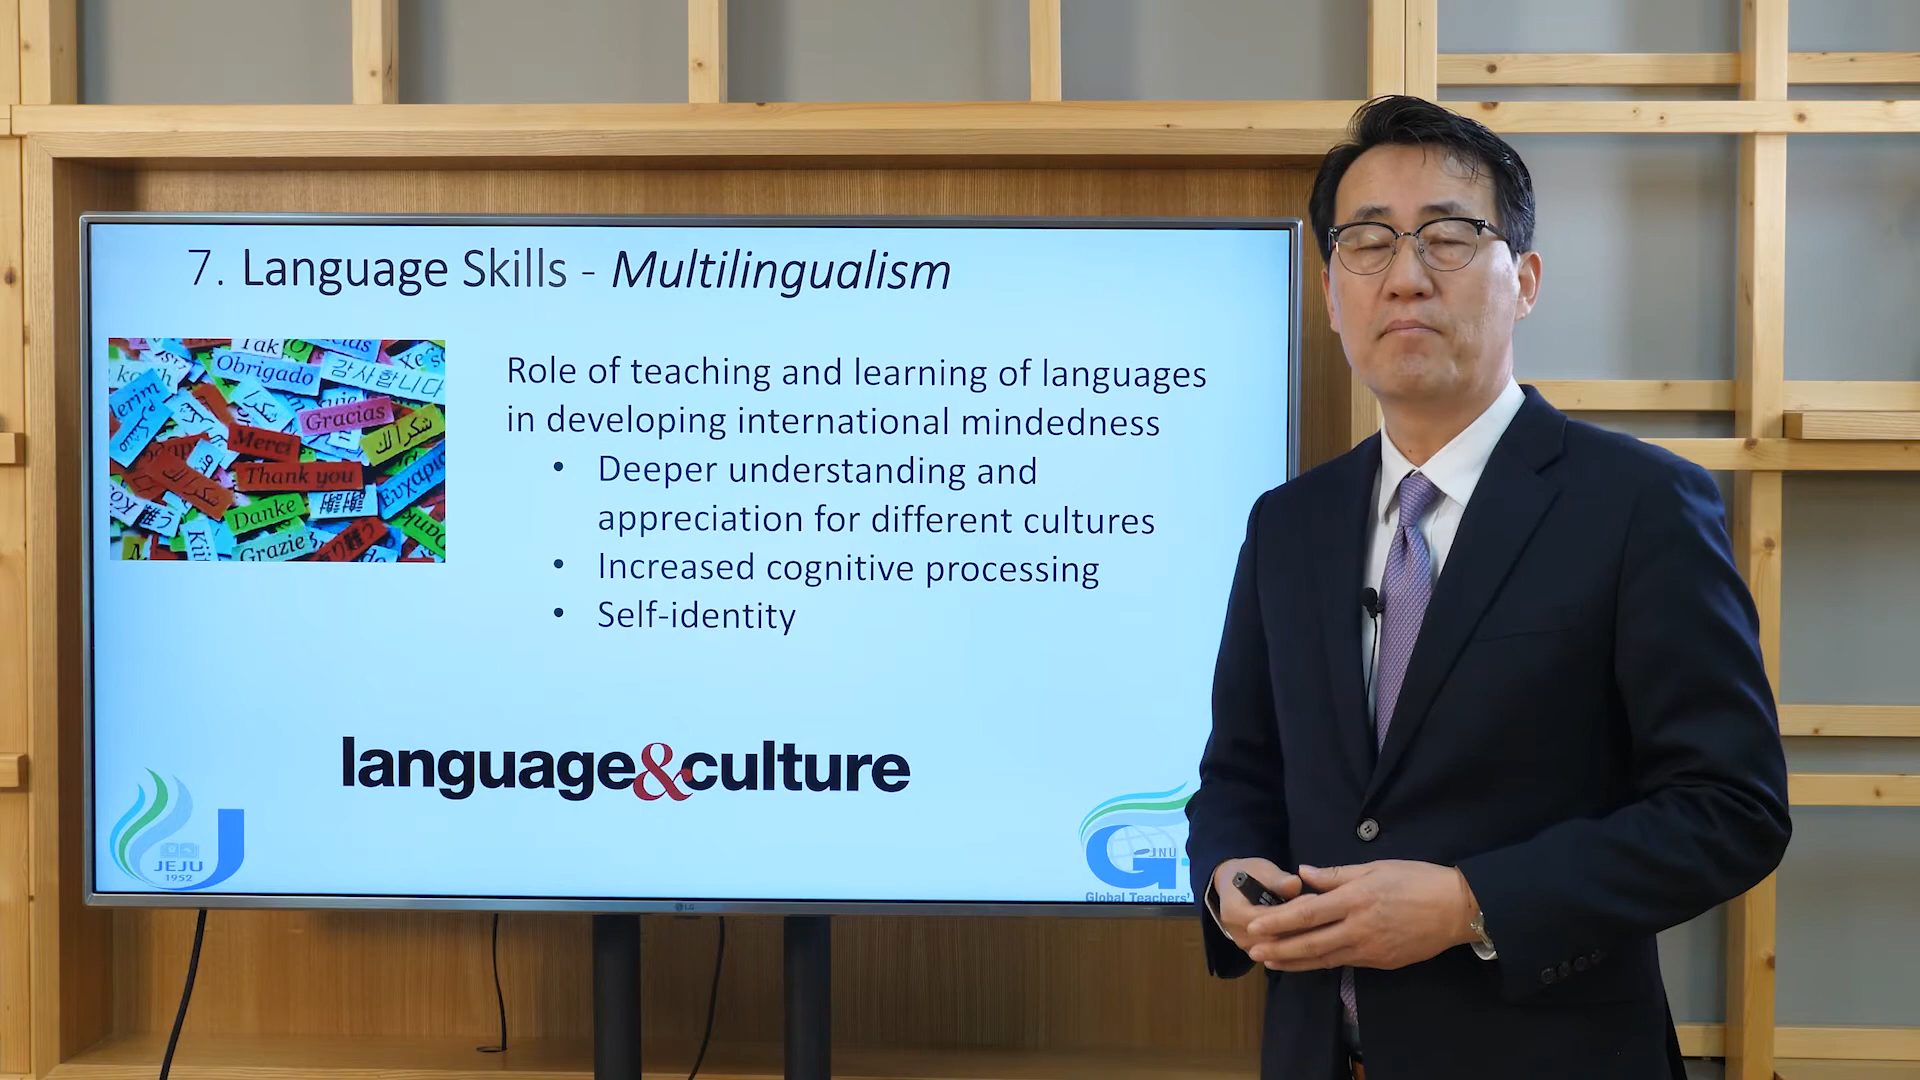 7. Language Skills - Multilingualism
Role of teaching and learning of languages
in developing international mindedness
• Deeper understanding and
appreciation for different cultures
• Increased cognitive processing
• Self-identity
Tak
Obrigado
감사합니다
Gracias
شكرا لك
Merci
Thank you
Danke
Grazie
language&culture
JEJU
1952
JNU
Global Teachers'
LG